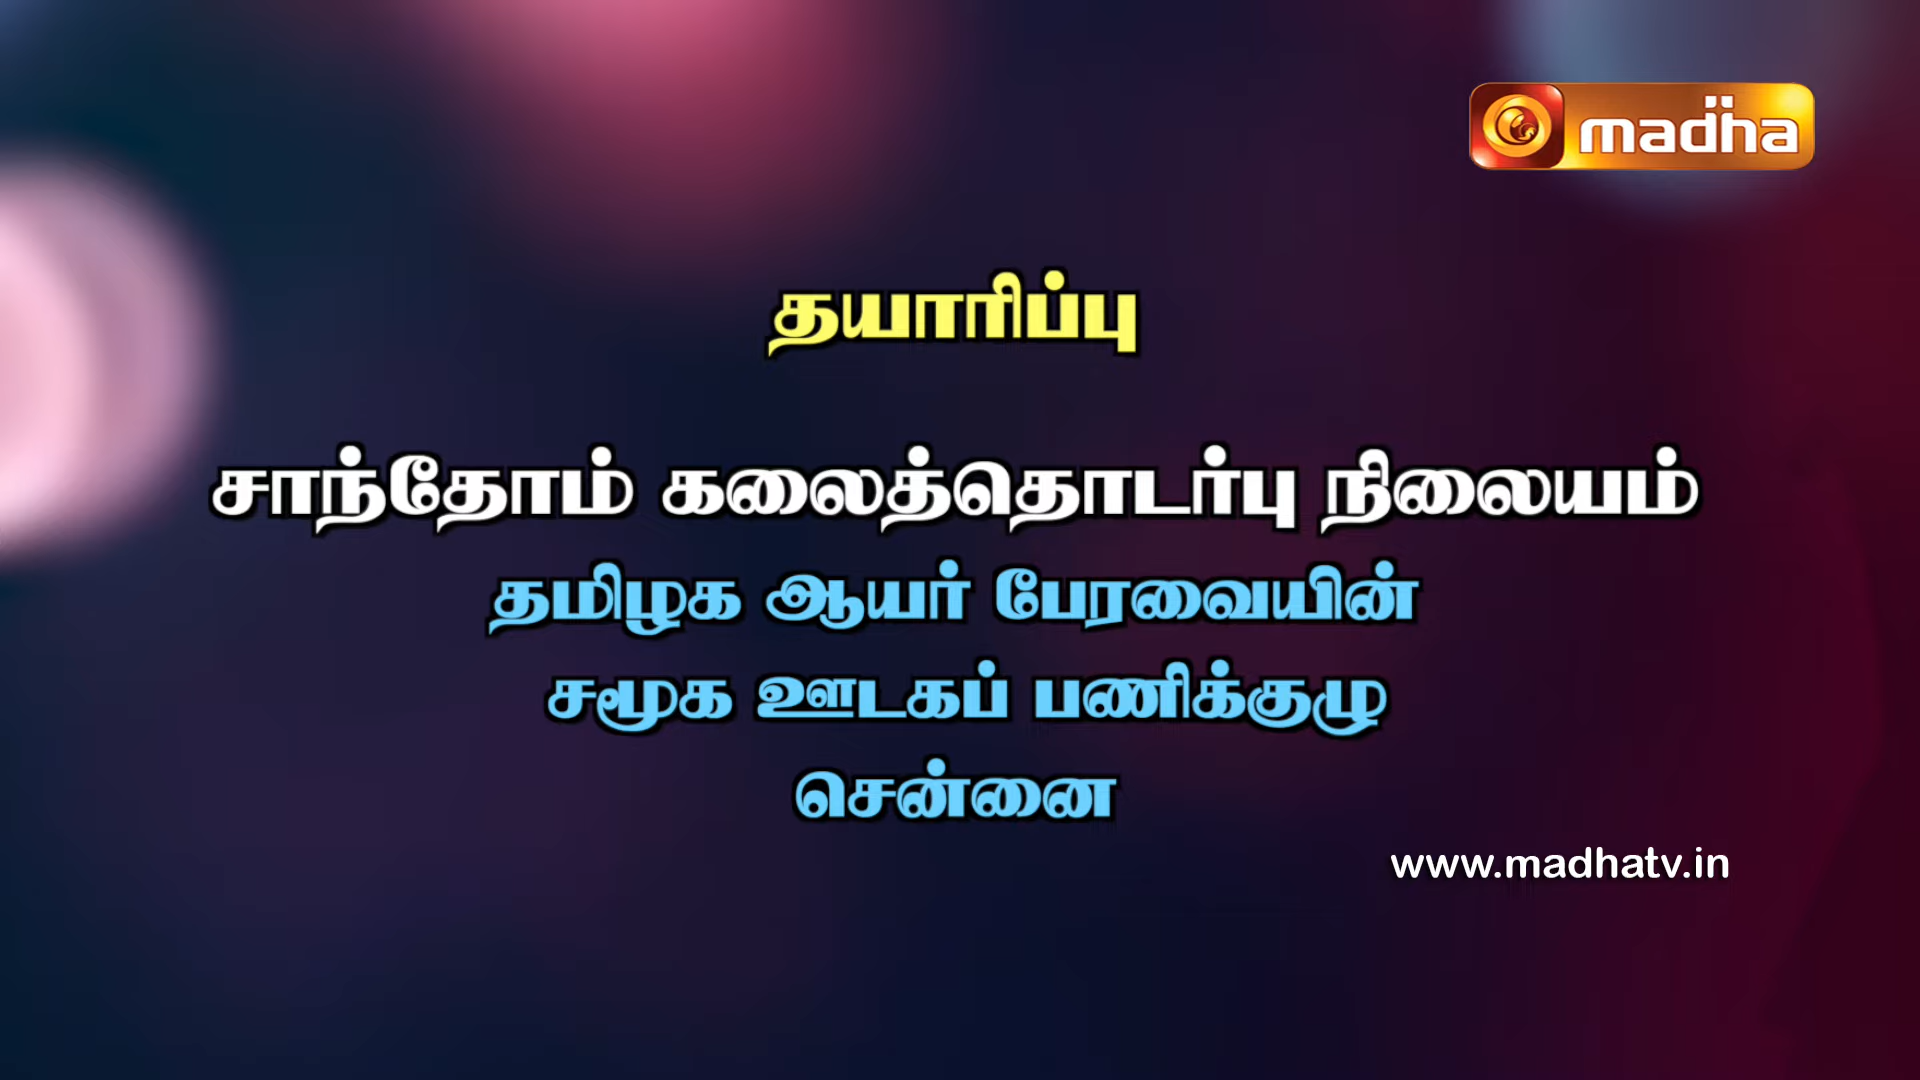 madha
தயாரிப்பு
சாந்தோம் கலைத்தொடர்பு நிலையம்
தமிழக ஆயர் பேரவையின்
சமூக ஊடகப் பணிக்குழு
சென்னை
www.madhatv.in